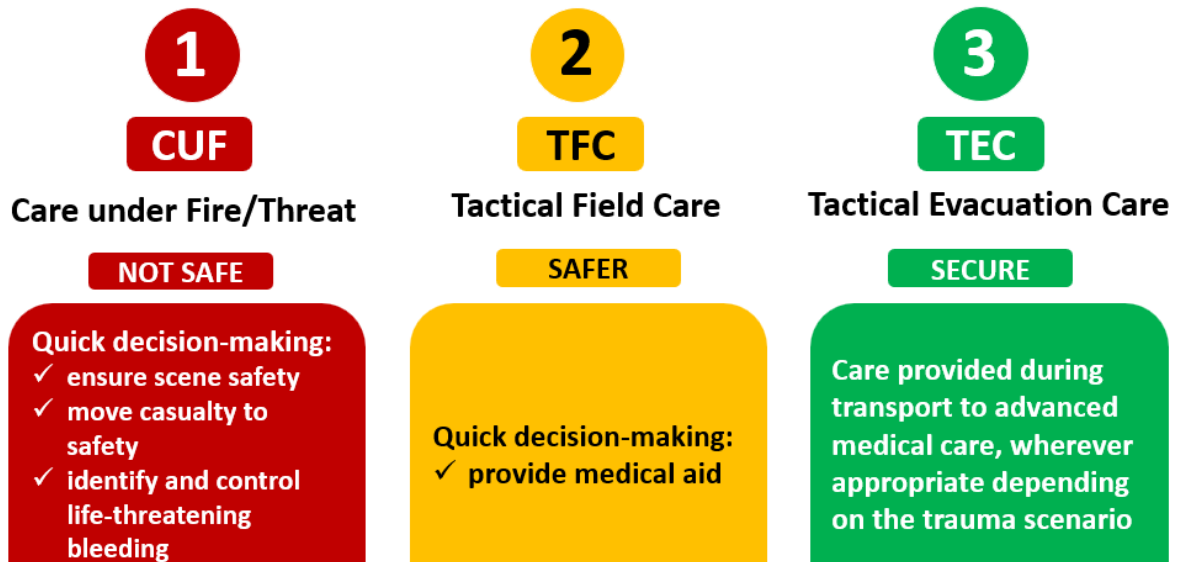 1
CUF
Care under Fire/Threat
NOT SAFE
Quick decision-making:
✓ ensure scene safety
✓ move casualty to
safety
✓ identify and control
life-threatening
bleeding
2
TFC
Tactical Field Care
SAFER
Quick decision-making:
✓ provide medical aid
3
TEC
Tactical Evacuation Care
SECURE
Care provided during
transport to advanced
medical care, wherever
appropriate depending
on the trauma scenario